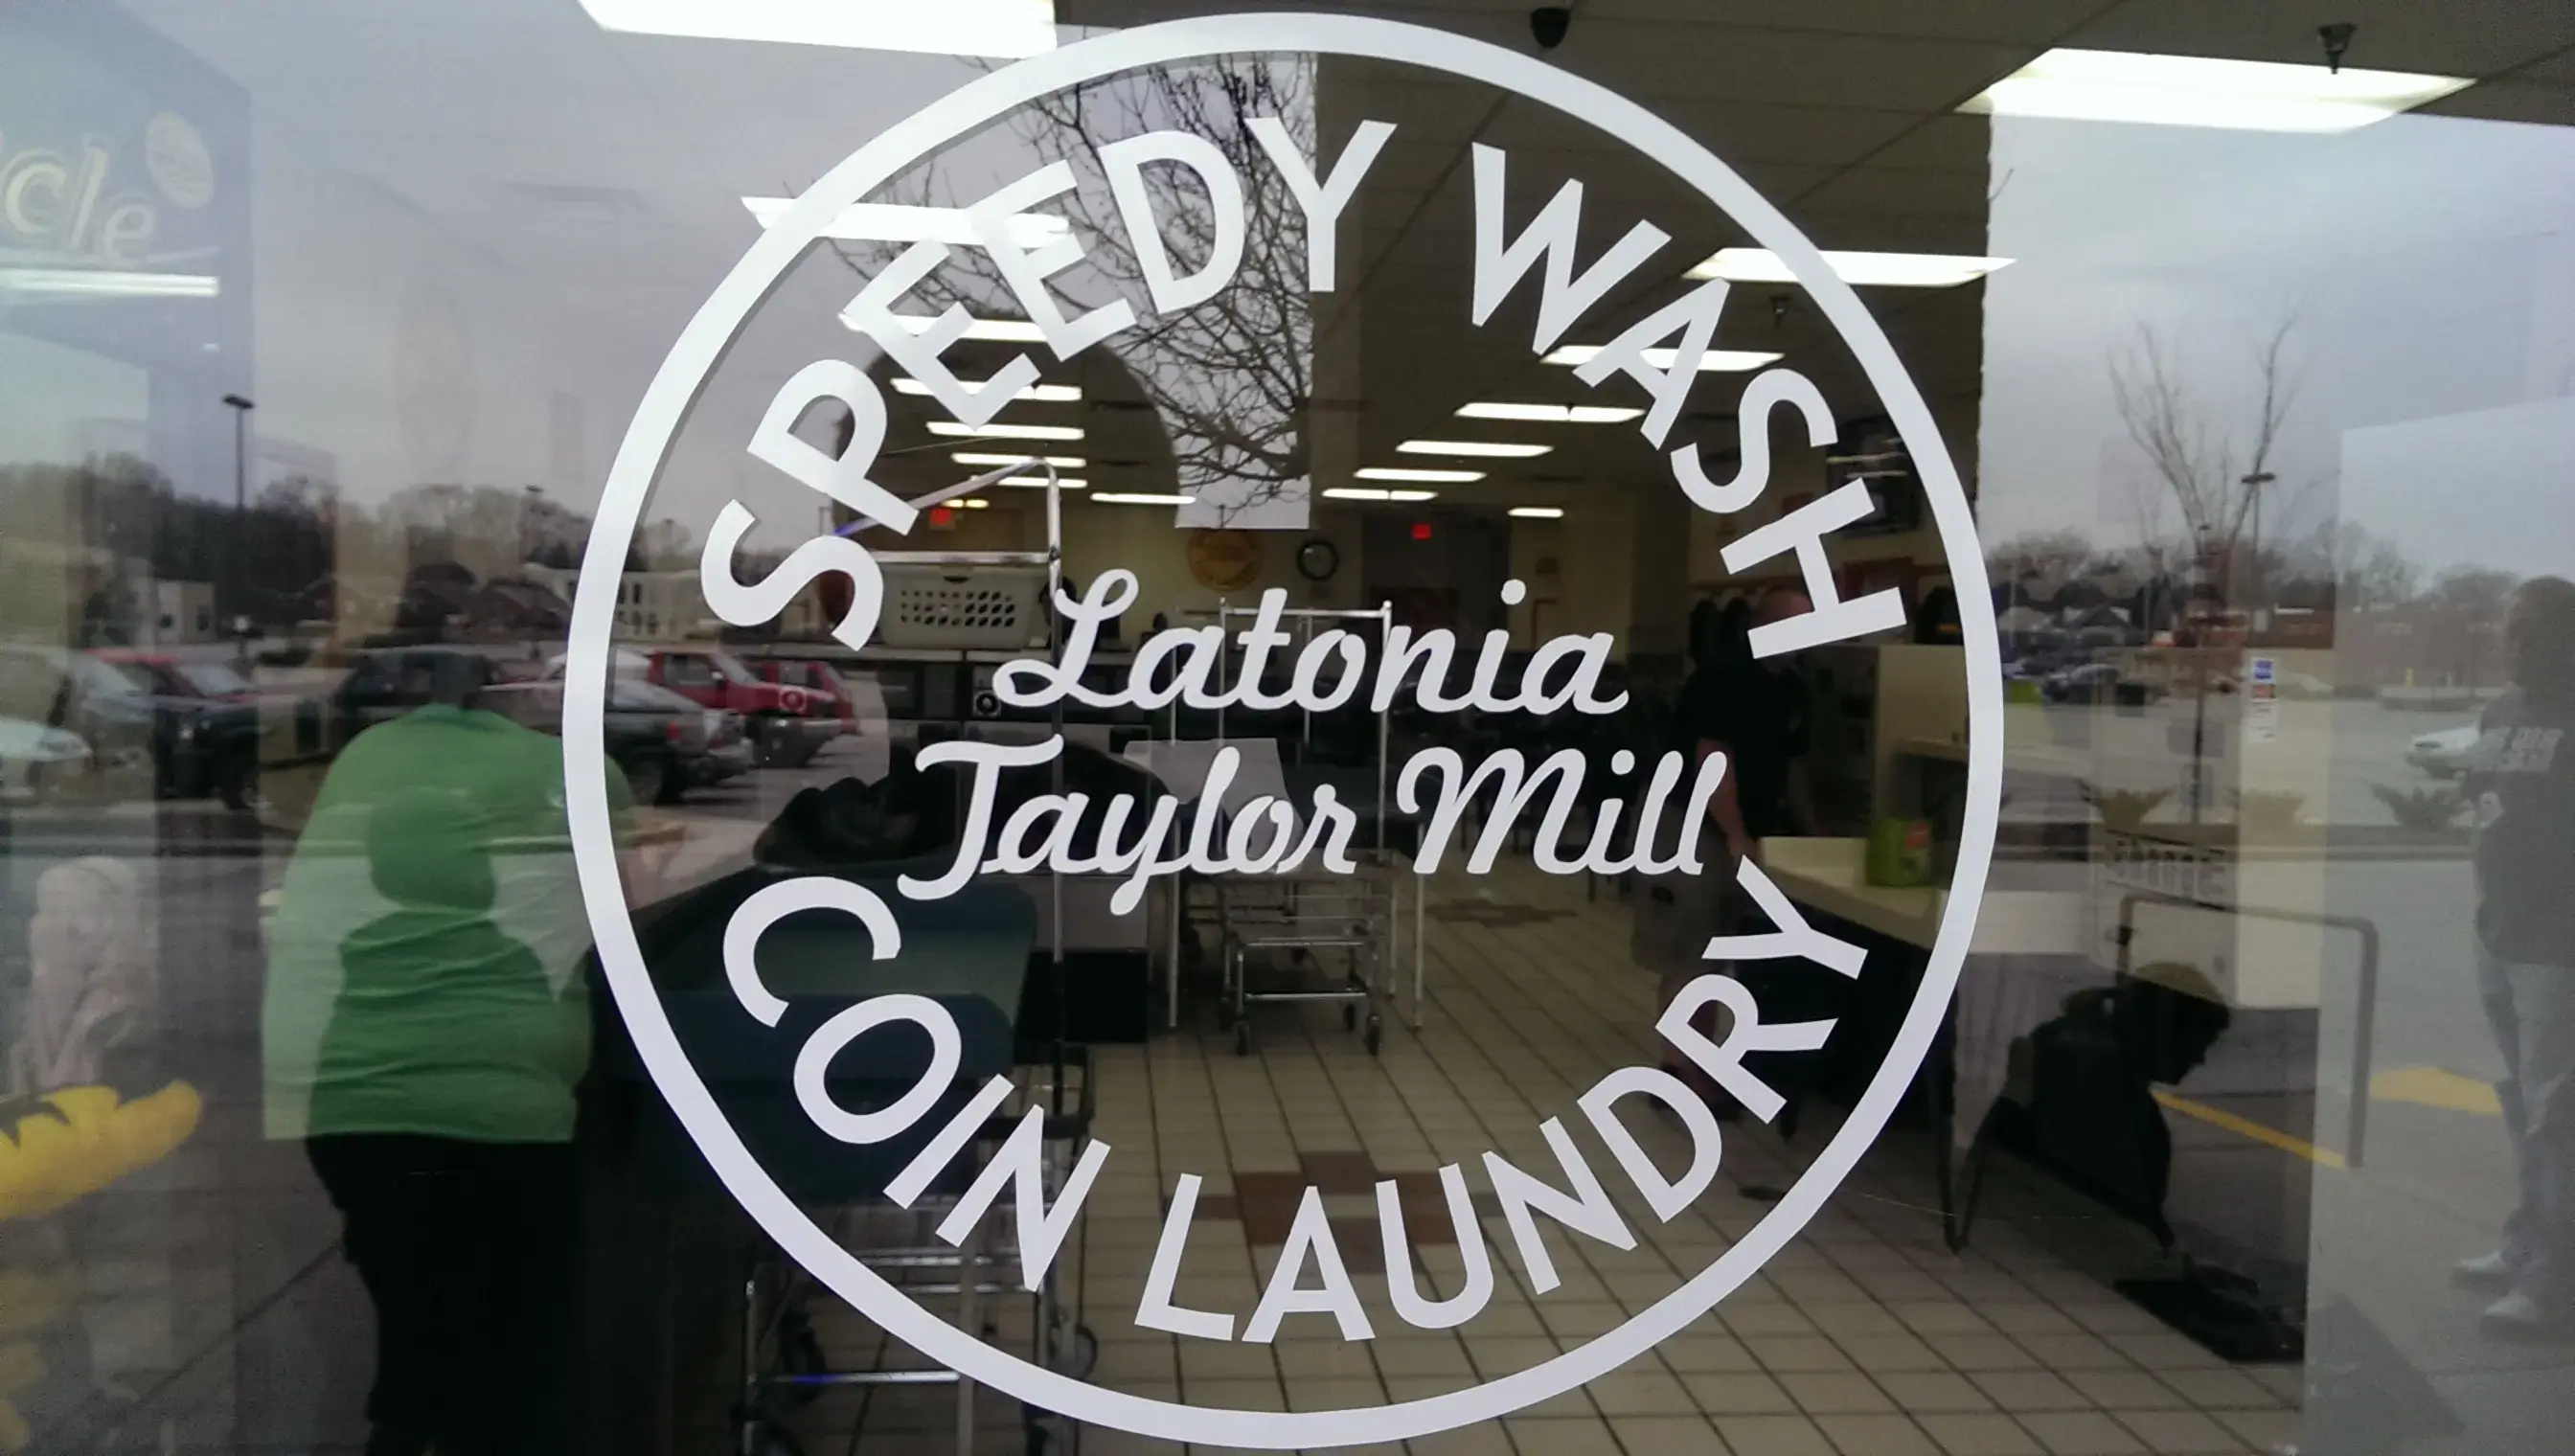 SPEEDY WASH
Latonia
Taylor Mill
COIN LAUNDRY